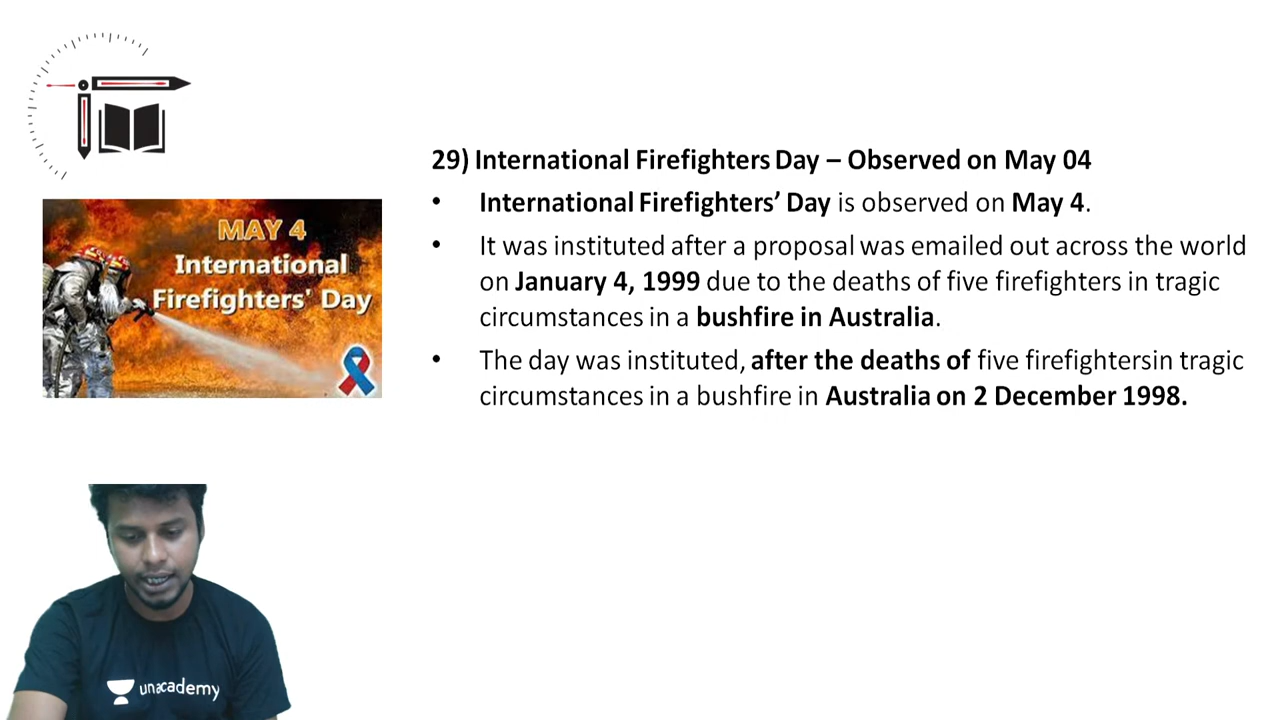 29) International Firefighters Day – Observed on May 04
• International Firefighters’ Day is observed on May 4.
• It was instituted after a proposal was emailed out across the world
on January 4, 1999 due to the deaths of five firefighters in tragic
circumstances in a bushfire in Australia.
• The day was instituted, after the deaths of five firefightersin tragic
circumstances in a bushfire in Australia on 2 December 1998.
MAY 4
International
Firefighters' Day
unacademy